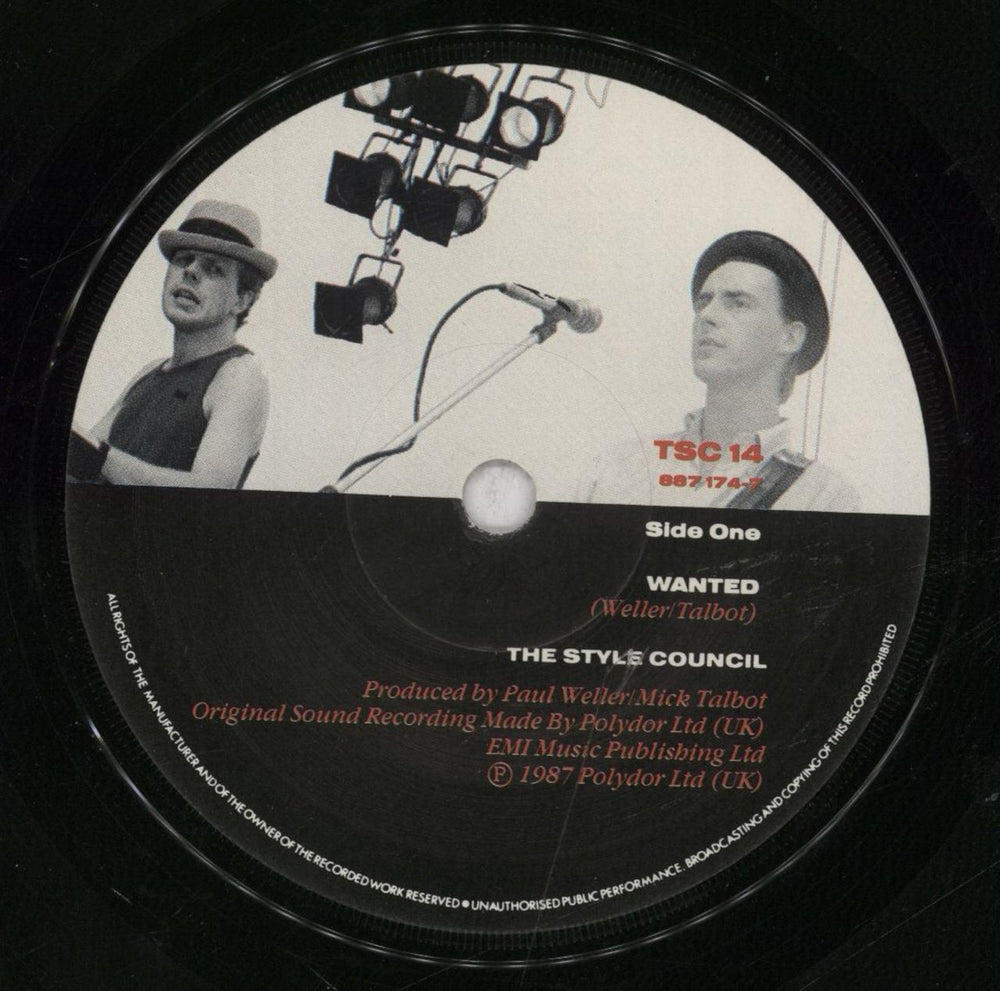 TSC 14
887 174-7
Side One
WANTED
(Weller/Talbot)
THE STYLE COUNCIL
Produced by Paul Weller/Mick Talbot
Original Sound Recording Made By Polydor Ltd (UK)
EMI Music Publishing Ltd
Ⓟ 1987 Polydor Ltd (UK)
ALL RIGHTS OF THE MANUFACTURER AND OF THE OWNER OF THE RECORDED WORK RESERVED ● UNAUTHORISED PUBLIC PERFORMANCE. BROADCASTING AND COPYING OF THIS RECORD PROHIBITED